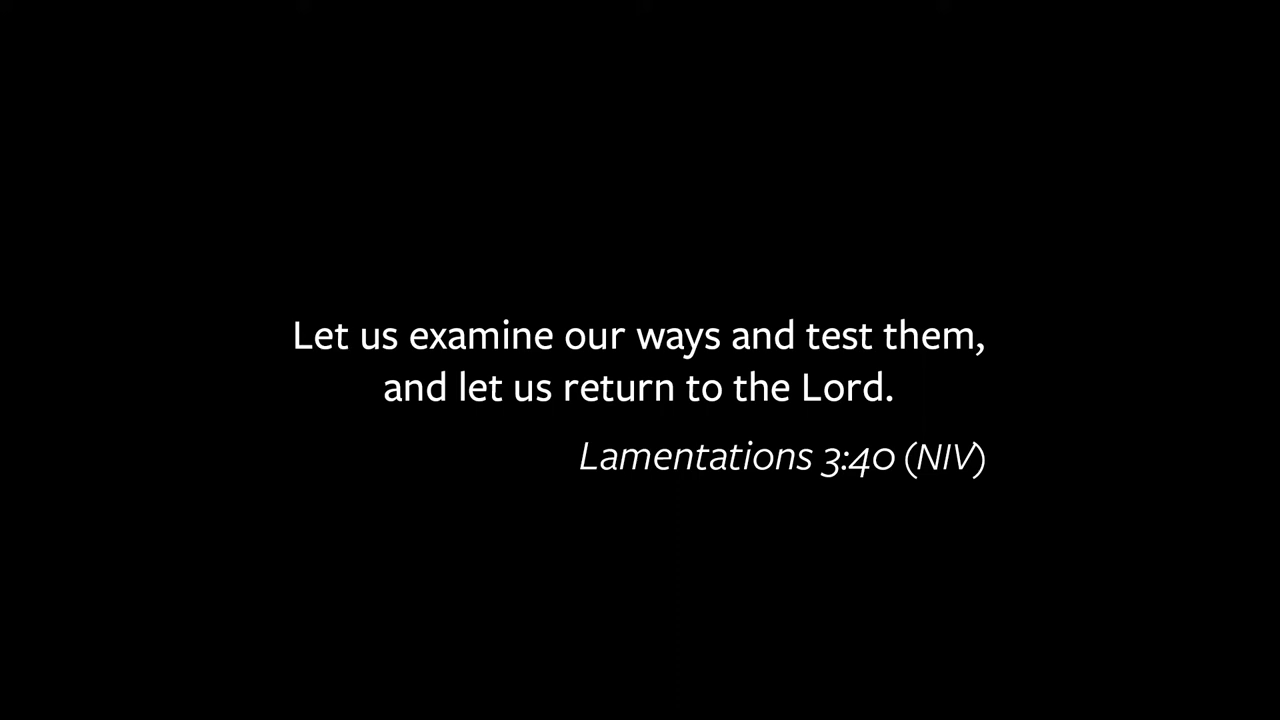 Let us examine our ways and test them,
and let us return to the Lord.
Lamentations 3:40 (NIV)